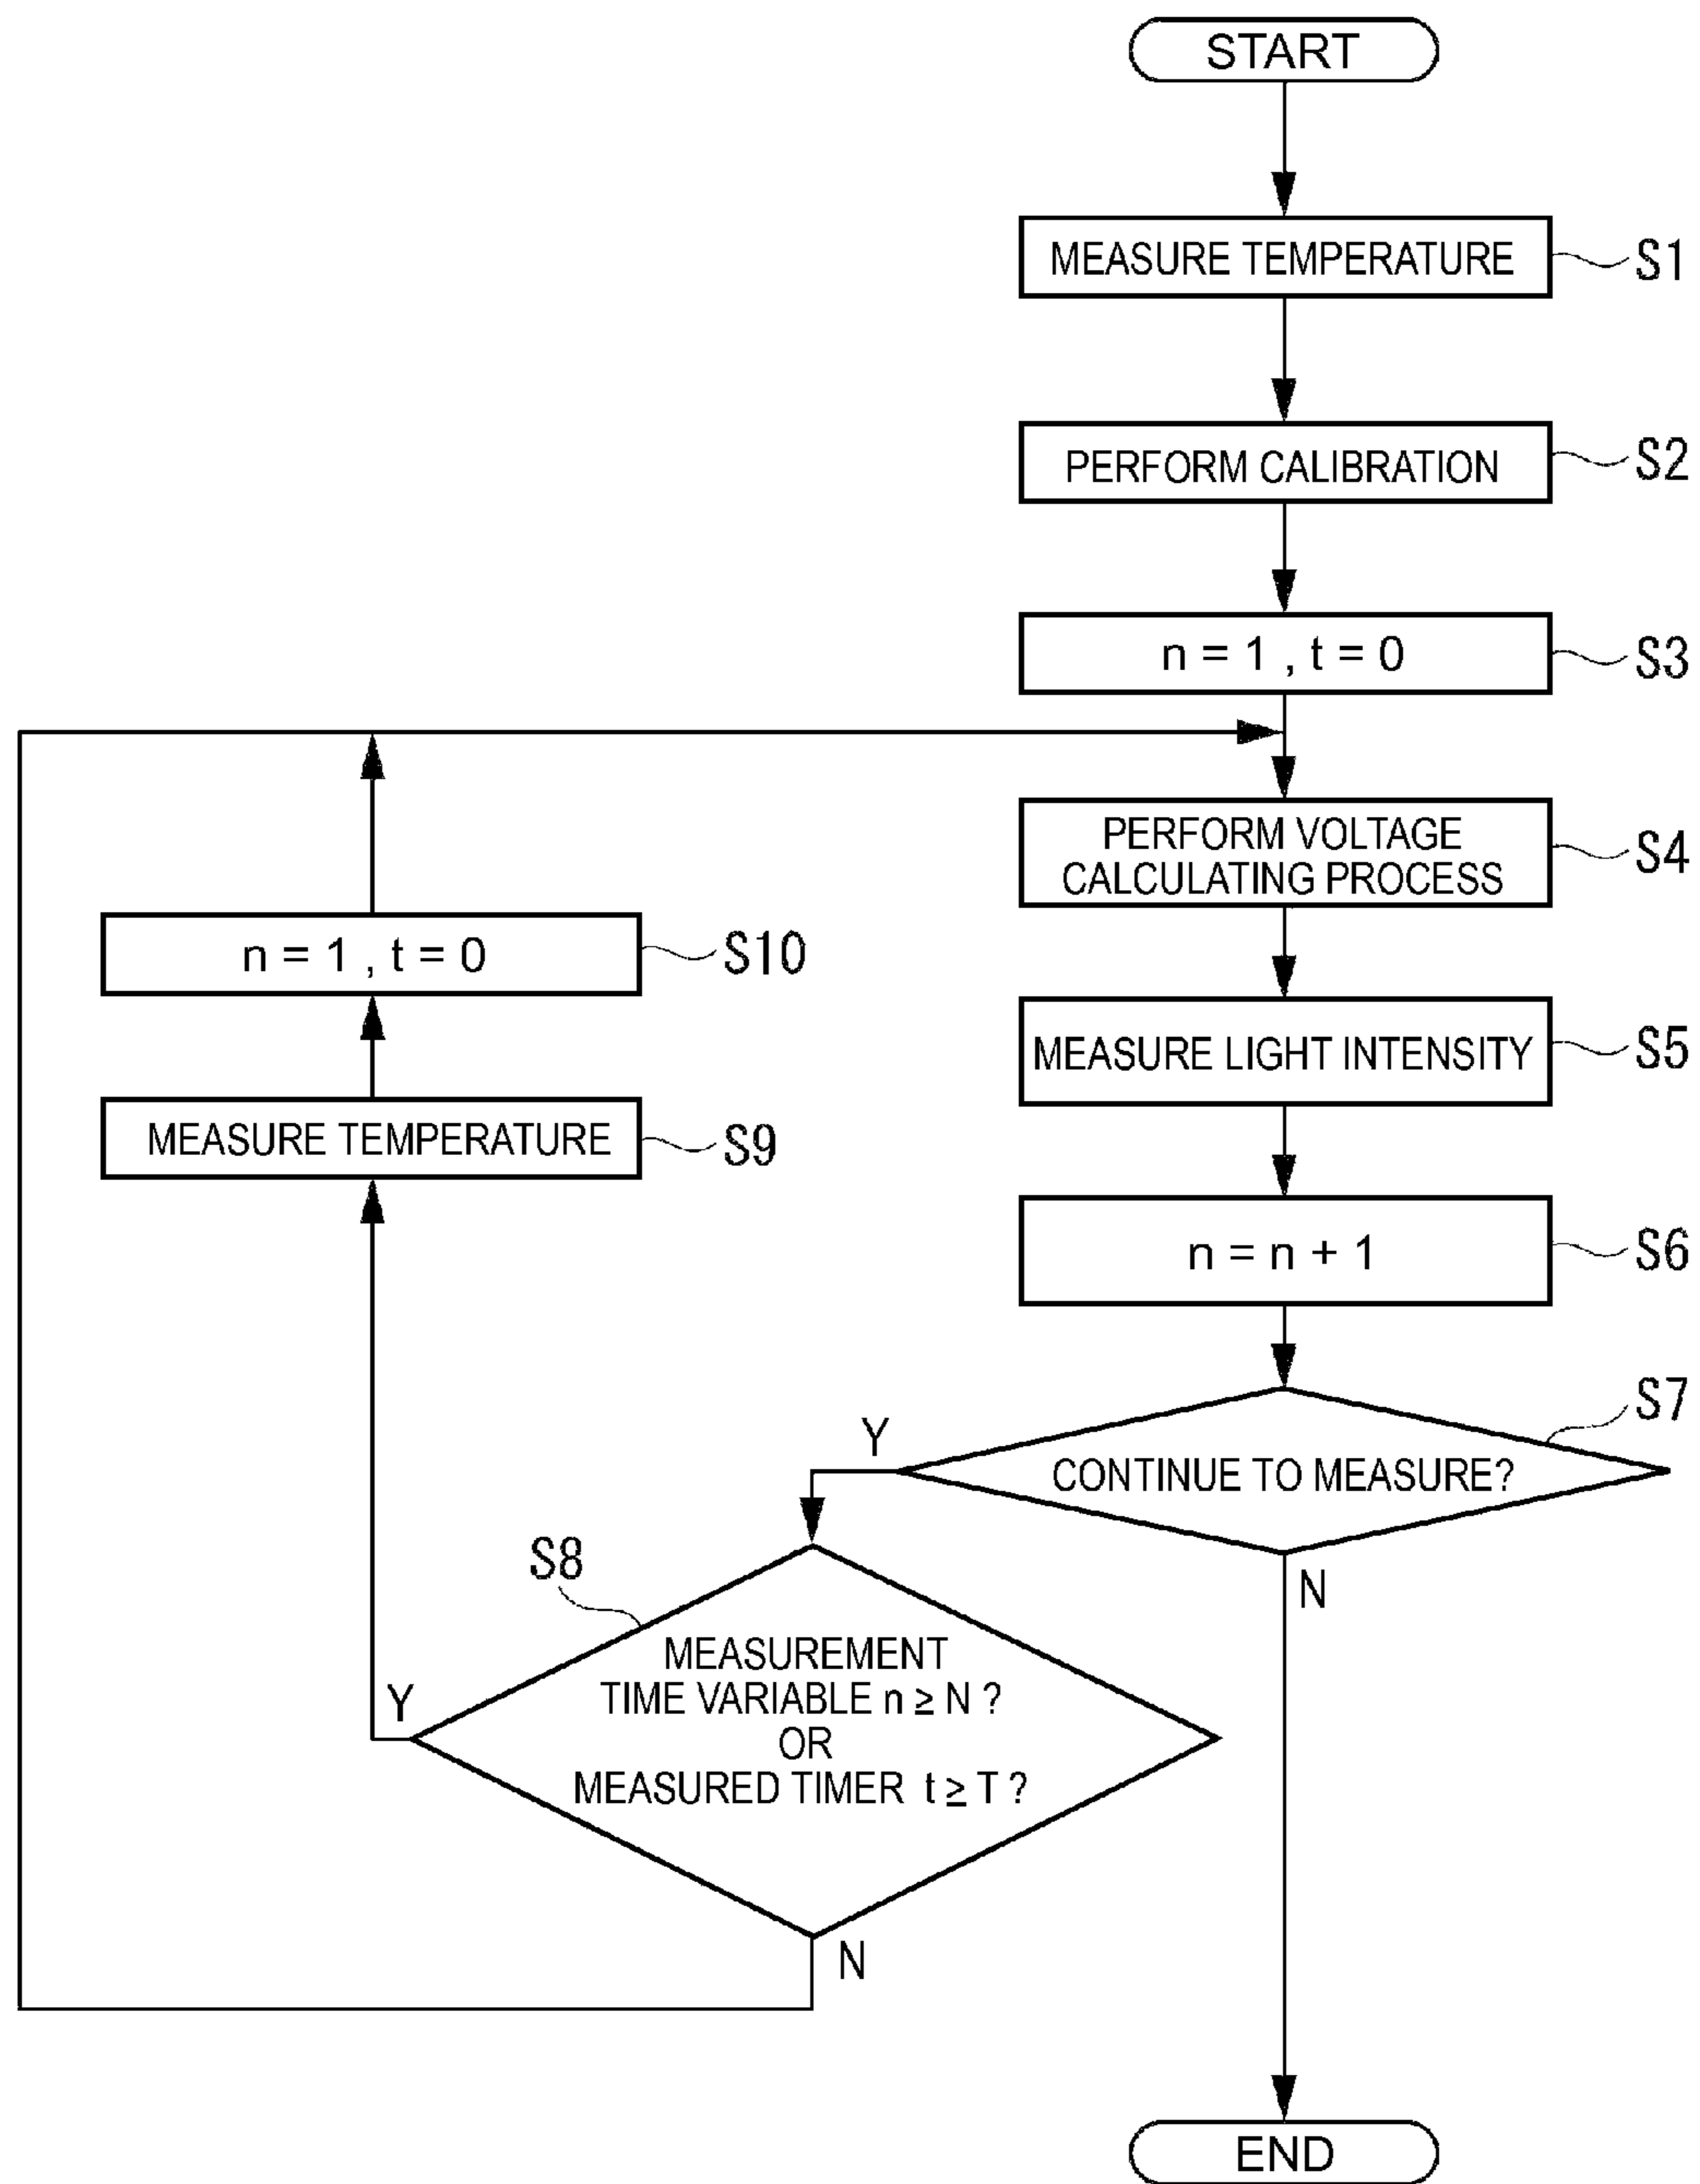 START
MEASURE TEMPERATURE
S1
PERFORM CALIBRATION
S2
n = 1 , t = 0
S3
PERFORM VOLTAGE
CALCULATING PROCESS
S4
MEASURE LIGHT INTENSITY
S5
n = n + 1
S6
CONTINUE TO MEASURE?
S7
Y
N
S8
MEASUREMENT
TIME VARIABLE n ≥ N ?
OR
MEASURED TIMER t ≥ T ?
Y
N
MEASURE TEMPERATURE
S9
n = 1 , t = 0
S10
END